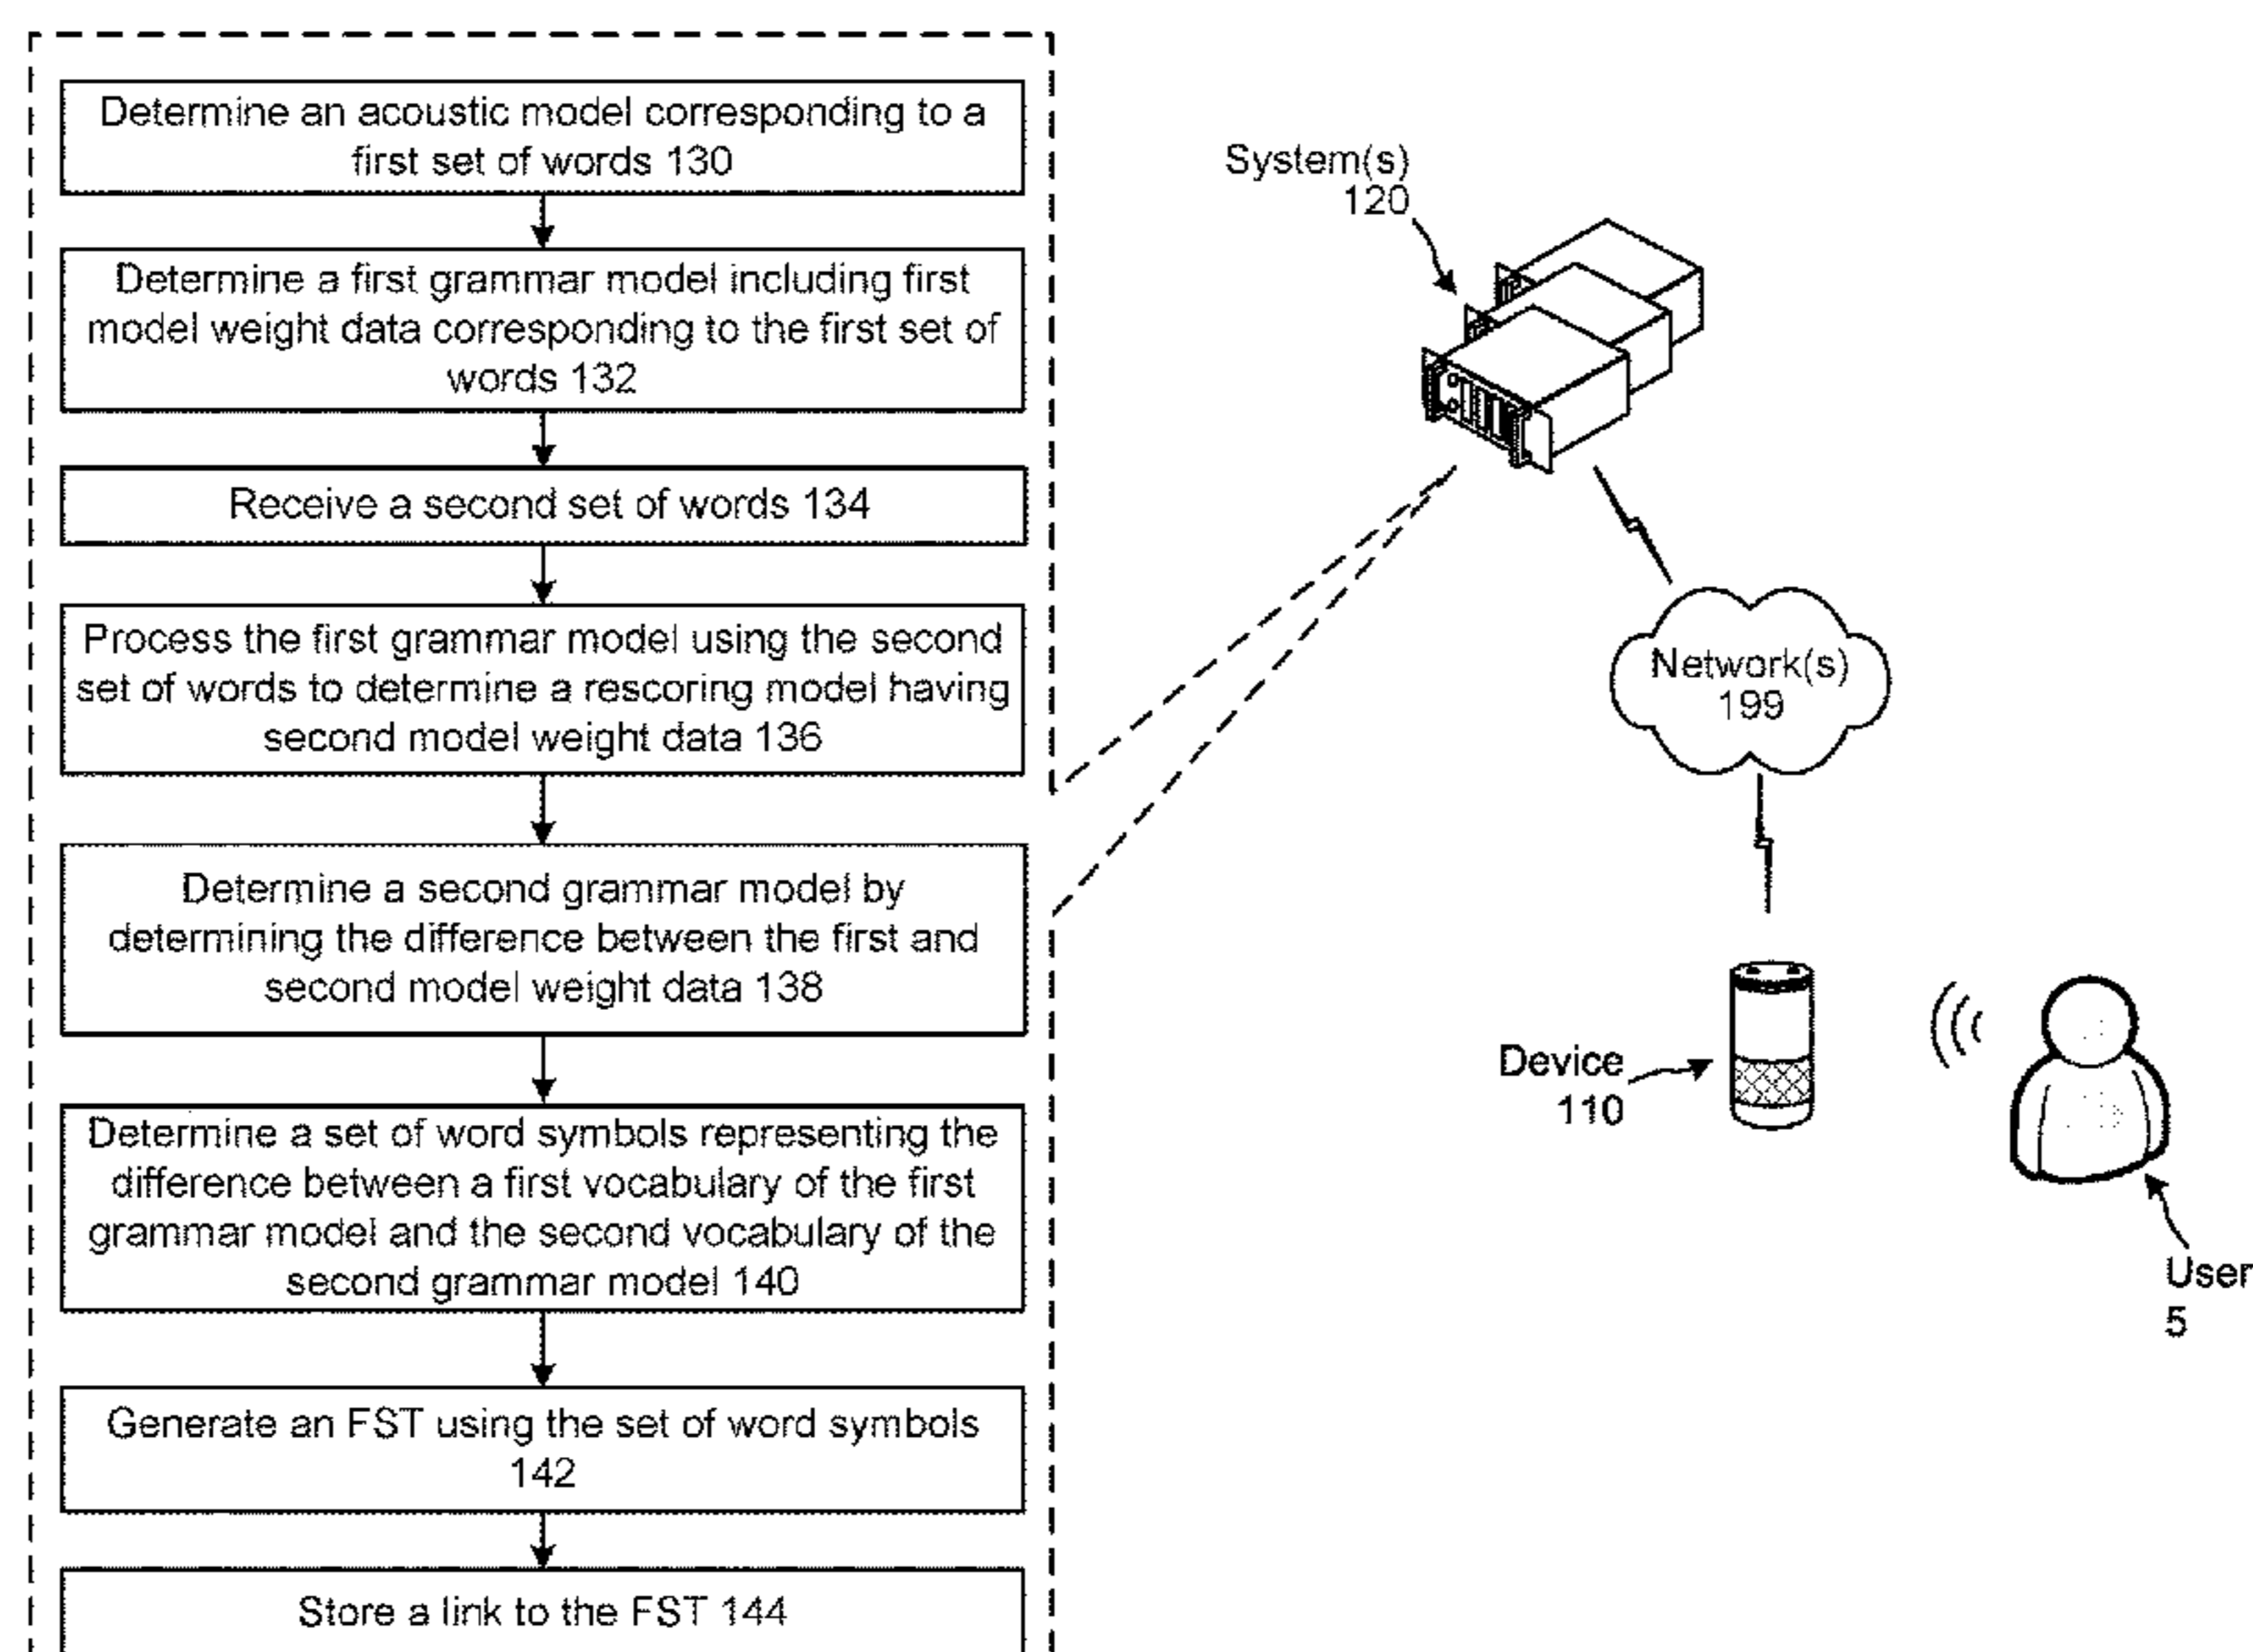 Determine an acoustic model corresponding to a
first set of words 130
Determine a first grammar model including first
model weight data corresponding to the first set of
words 132
Receive a second set of words 134
Process the first grammar model using the second
set of words to determine a rescoring model having
second model weight data 136
Determine a second grammar model by
determining the difference between the first and
second model weight data 138
Determine a set of word symbols representing the
difference between a first vocabulary of the first
grammar model and the second vocabulary of the
second grammar model 140
Generate an FST using the set of word symbols
142
Store a link to the FST 144
System(s)
120
Network(s)
199
Device
110
User
5